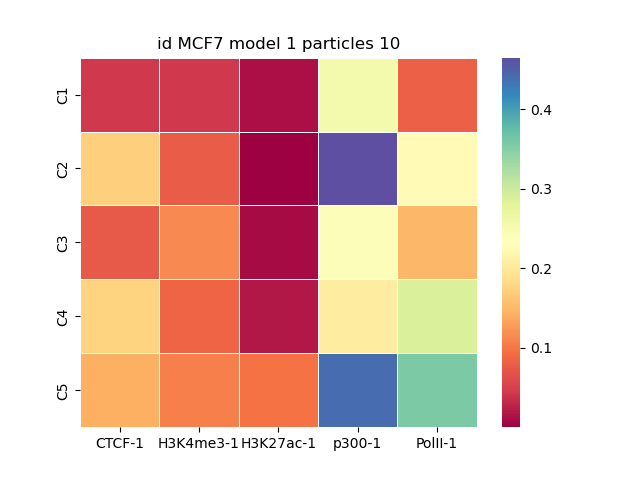 id MCF7 model 1 particles 10
C1
C2
C3
C4
C5
CTCF-1
H3K4me3-1
H3K27ac-1
p300-1
PolII-1
0.4
0.3
0.2
0.1